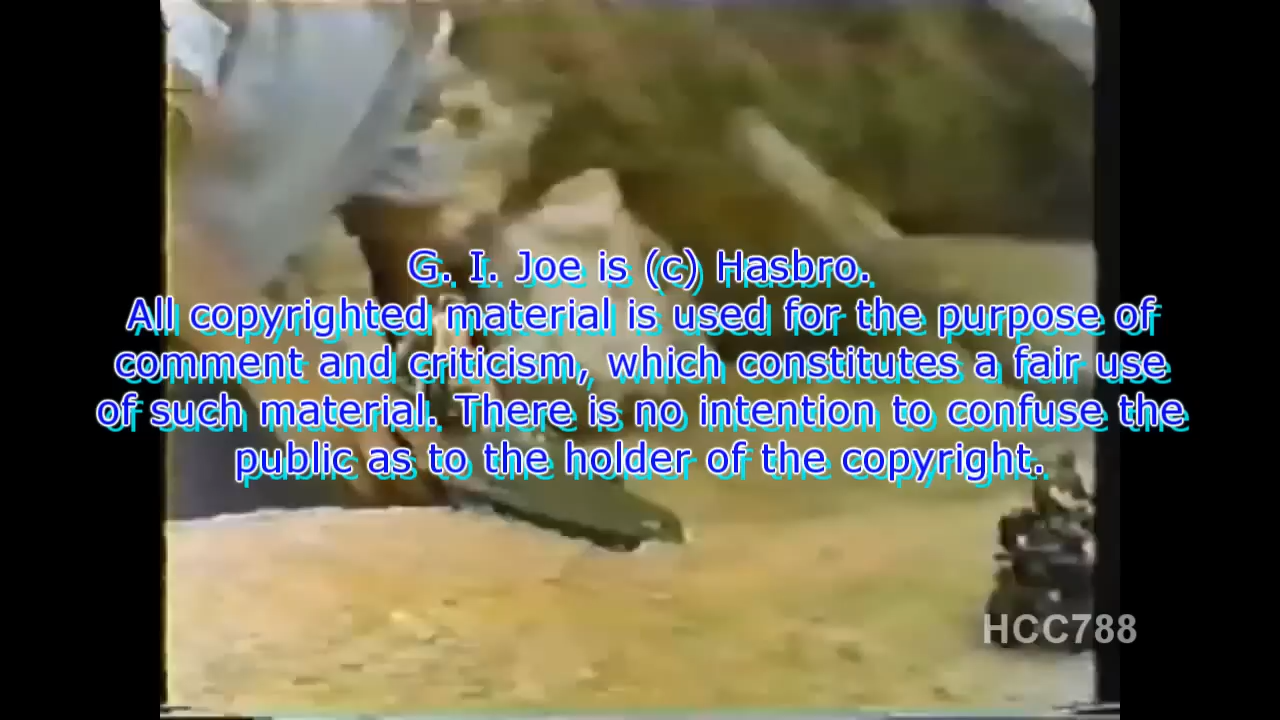 G. I. Joe is (c) Hasbro.
All copyrighted material is used for the purpose of
comment and criticism, which constitutes a fair use
of such material. There is no intention to confuse the
public as to the holder of the copyright.
HCC788